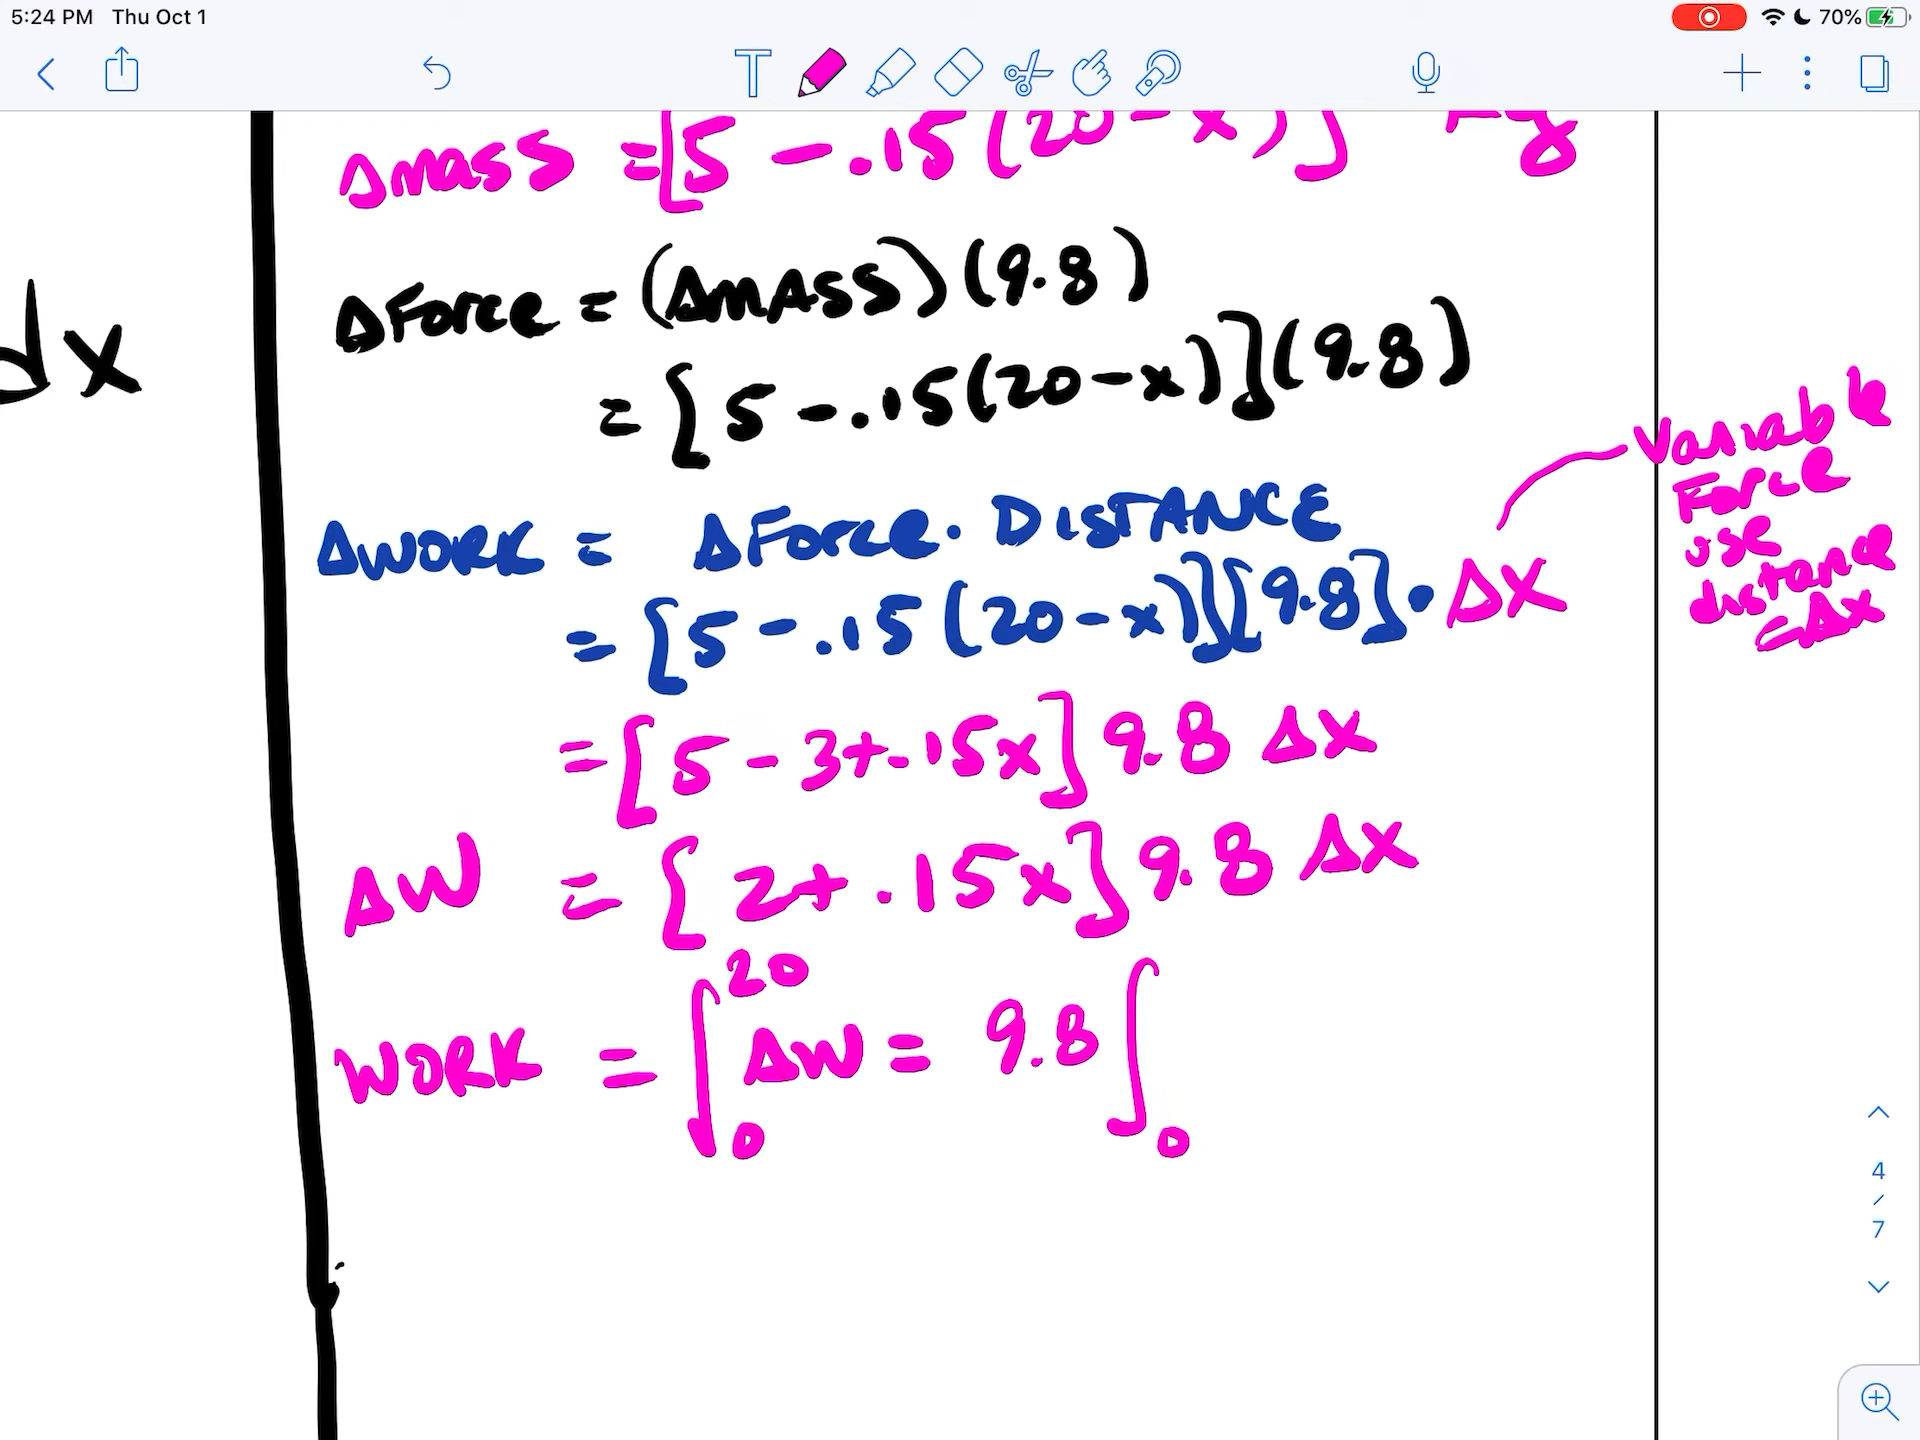 5:24 PM Thu Oct 1
70%
T
Δmass = [5 - .15(20-x)] kg
ΔForce = (ΔMASS)(9.8)
= [5 - .15(20-x)](9.8)
dx
ΔWORK = ΔForce · DISTANCE
= [5 - .15(20-x)][9.8] · Δx
Variable
Force
use
distance
= Δx
= [5 - 3 + .15x] 9.8 Δx
ΔW = [2 + .15x] 9.8 Δx
WORK = ∫₀²⁰ ΔW = 9.8 ∫₀
4
/
7